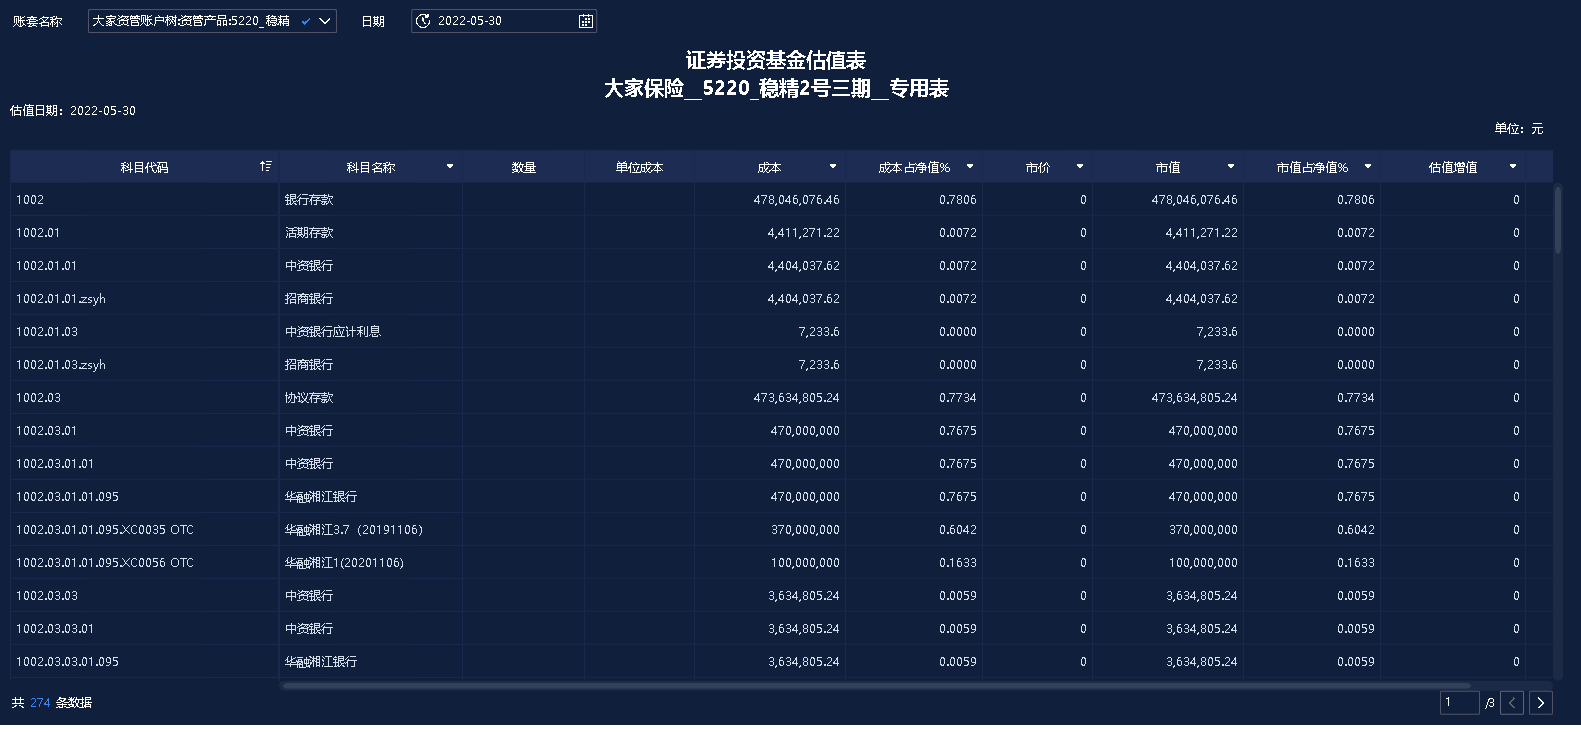 账套名称 大家资管账户树:资管产品:5220_稳精 日期 2022-05-30
证券投资基金估值表
大家保险__5220_稳精2号三期__专用表
估值日期：2022-05-30
单位：元
科目代码 科目名称 数量 单位成本 成本 成本占净值% 市价 市值 市值占净值% 估值增值
1002 银行存款 478,046,076.46 0.7806 0 478,046,076.46 0.7806 0
1002.01 活期存款 4,411,271.22 0.0072 0 4,411,271.22 0.0072 0
1002.01.01 中资银行 4,404,037.62 0.0072 0 4,404,037.62 0.0072 0
1002.01.01.zsyh 招商银行 4,404,037.62 0.0072 0 4,404,037.62 0.0072 0
1002.01.03 中资银行应计利息 7,233.6 0.0000 0 7,233.6 0.0000 0
1002.01.03.zsyh 招商银行 7,233.6 0.0000 0 7,233.6 0.0000 0
1002.03 协议存款 473,634,805.24 0.7734 0 473,634,805.24 0.7734 0
1002.03.01 中资银行 470,000,000 0.7675 0 470,000,000 0.7675 0
1002.03.01.01 中资银行 470,000,000 0.7675 0 470,000,000 0.7675 0
1002.03.01.01.095 华融湘江银行 470,000,000 0.7675 0 470,000,000 0.7675 0
1002.03.01.01.095.XC0035 OTC 华融湘江3.7（20191106) 370,000,000 0.6042 0 370,000,000 0.6042 0
1002.03.01.01.095.XC0056 OTC 华融湘江1(20201106) 100,000,000 0.1633 0 100,000,000 0.1633 0
1002.03.03 中资银行 3,634,805.24 0.0059 0 3,634,805.24 0.0059 0
1002.03.03.01 中资银行 3,634,805.24 0.0059 0 3,634,805.24 0.0059 0
1002.03.03.01.095 华融湘江银行 3,634,805.24 0.0059 0 3,634,805.24 0.0059 0
共 274 条数据 1 /3